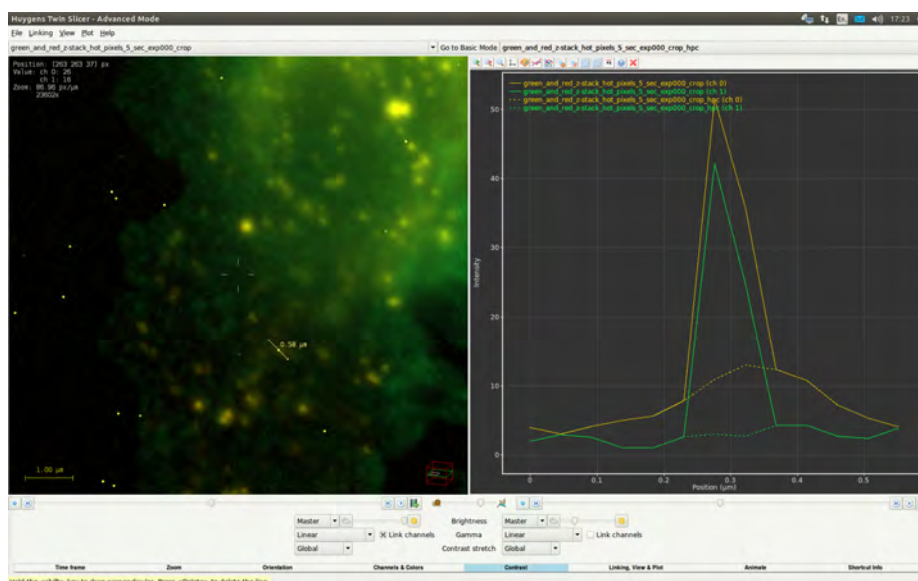 Huygens Twin Slicer - Advanced Mode
En 17:23
File Linking View Plot Help
green_and_red_z-stack_hot_pixels_5_sec_exp000_crop
Go to Basic Mode green_and_red_z-stack_hot_pixels_5_sec_exp000_crop_hpc
Position: (263 263 37) px
Value: ch 0: 26
ch 1: 16
Zoom: 86.96 px/µm
23602x
0.58 µm
1.00 µm
green_and_red_z-stack_hot_pixels_5_sec_exp000_crop (ch 0)
green_and_red_z-stack_hot_pixels_5_sec_exp000_crop (ch 1)
green_and_red_z-stack_hot_pixels_5_sec_exp000_crop_hpc (ch 0)
green_and_red_z-stack_hot_pixels_5_sec_exp000_crop_hpc (ch 1)
50
40
30
20
10
0
Intensity
0 0.1 0.2 0.3 0.4 0.5
Position (µm)
Master Brightness Master
Linear Link channels Gamma Linear Link channels
Global Contrast stretch Global
Time frame Zoom Orientation Channels & Colors Contrast Linking, View & Plot Animate Shortcut Info